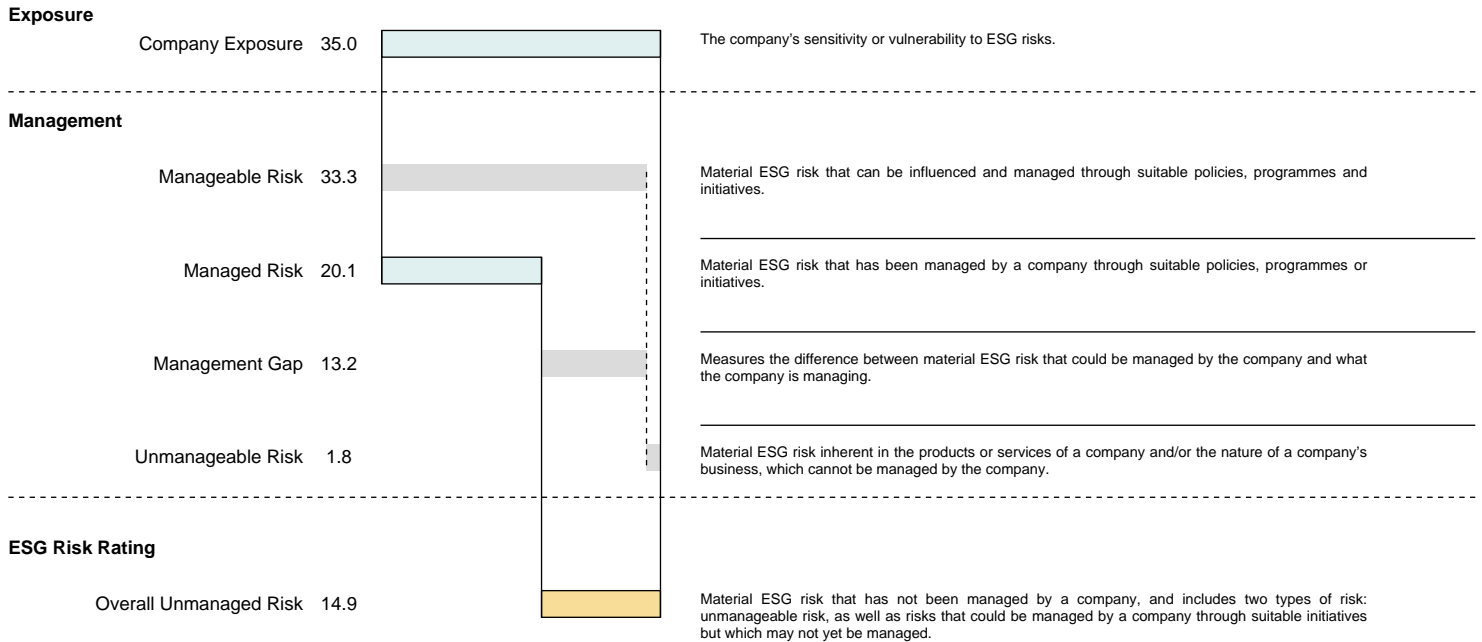 Exposure
Company Exposure 35.0
The company's sensitivity or vulnerability to ESG risks.
Management
Manageable Risk 33.3
Material ESG risk that can be influenced and managed through suitable policies, programmes and
initiatives.
Managed Risk 20.1
Material ESG risk that has been managed by a company through suitable policies, programmes or
initiatives.
Management Gap 13.2
Measures the difference between material ESG risk that could be managed by the company and what
the company is managing.
Unmanageable Risk 1.8
Material ESG risk inherent in the products or services of a company and/or the nature of a company’s
business, which cannot be managed by the company.
ESG Risk Rating
Overall Unmanaged Risk 14.9
Material ESG risk that has not been managed by a company, and includes two types of risk:
unmanageable risk, as well as risks that could be managed by a company through suitable initiatives
but which may not yet be managed.